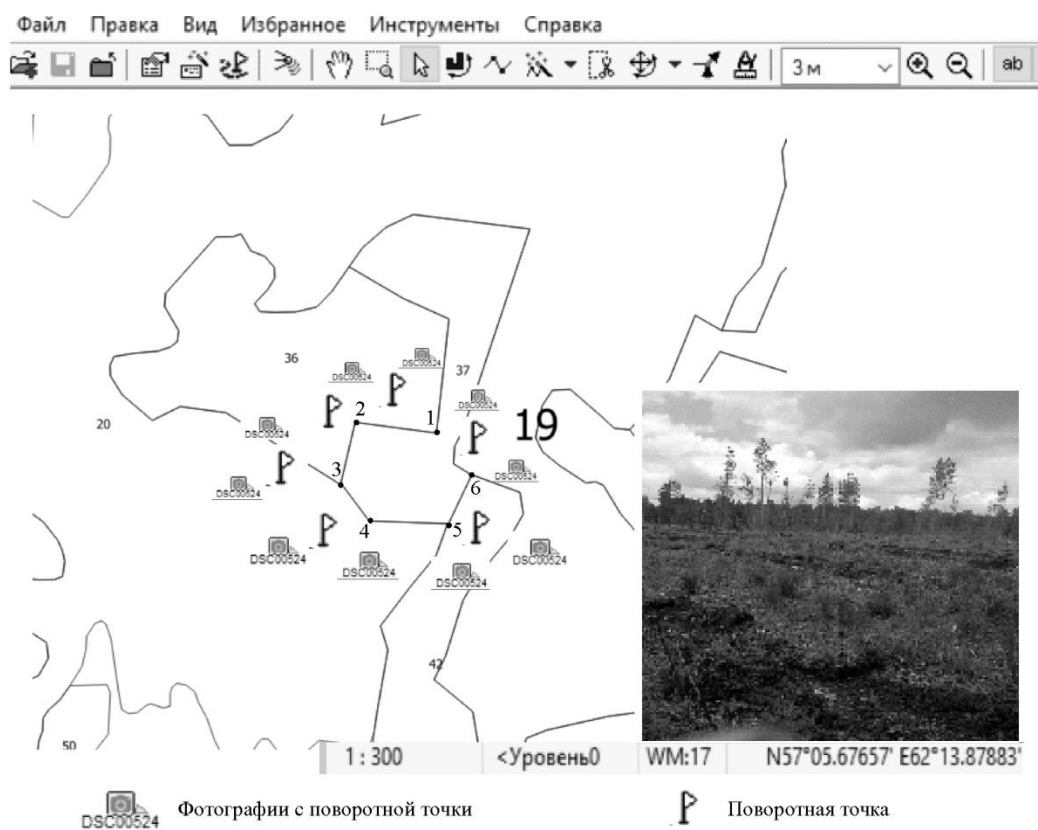 Файл Правка Вид Избранное Инструменты Справка
3 м ab
36
DSC00524
DSC00524
37
DSC00524
20
DSC00524
2
1
19
3
DSC00524
6
DSC00524
4
5
DSC00524
DSC00524
DSC00524
DSC00524
42
50
1 : 300 <Уровень0 WM:17 N57°05.67657' E62°13.87883'
DSC00524 Фотографии с поворотной точки Поворотная точка